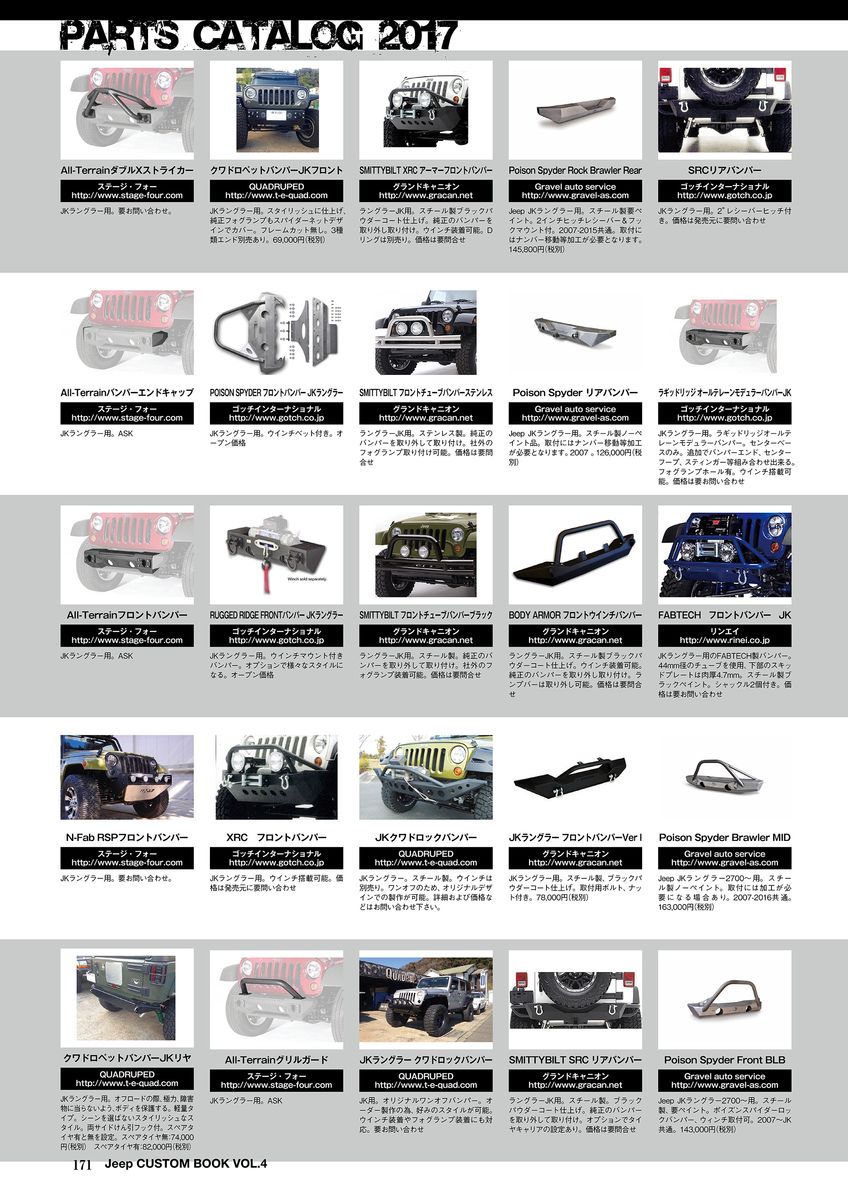 PARTS CATALOG 2017
All-TerrainダブルXストライカー
ステージ・フォー
http://www.stage-four.com
JKラングラー用。要お問い合わせ。
クワドロペットバンパーJKフロント
QUADRUPED
http://www.t-e-quad.com
JKラングラー用。スタイリッシュに仕上げ、
純正フォグランプもスパイダーネットデザ
インでカバー。フレームカット無し。3種
類エンド別売あり。69,000円(税別)
SMITTYBILT XRC アーマーフロントバンパー
グランドキャニオン
http://www.gracan.net
ラングラーJK用。スチール製ブラックパ
ウダーコート仕上げ。純正のバンパーを
取り外し取り付け。ウインチ装着可能。D
リングは別売り。価格は要問合せ
Poison Spyder Rock Brawler Rear
Gravel auto service
http://www.gravel-as.com
Jeep JKラングラー用。スチール製要ペ
イント。2インチヒッチレシーバー＆フッ
クマウント付。2007-2015共通。取付に
はナンバー移動等加工が必要となります。
145,800円(税別)
SRCリアバンパー
ゴッチインターナショナル
http://www.gotch.co.jp
JKラングラー用。2”レシーバーヒッチ付
き。価格は発売元に要問い合わせ
All-Terrainバンパーエンドキャップ
ステージ・フォー
http://www.stage-four.com
JKラングラー用。ASK
POISON SPYDER フロントバンパー JKラングラー
ゴッチインターナショナル
http://www.gotch.co.jp
JKラングラー用。ウインチベット付き。オ
ープン価格
SMITTYBILT フロントチューブバンパーステンレス
グランドキャニオン
http://www.gracan.net
ラングラーJK用。ステンレス製。純正の
バンパーを取り外して取り付け。社外の
フォグランプ取り付け可能。価格は要問
合せ
Poison Spyder リアバンパー
Gravel auto service
http://www.gravel-as.com
Jeep JKラングラー用。スチール製ノーペ
イント品。取付にはナンバー移動等加工
が必要となります。2007 。126,000円(税
別)
ラギッドリッジ オールテレーンモデュラーバンパーJK
ゴッチインターナショナル
http://www.gotch.co.jp
JKラングラー用。ラギッドリッジオールテ
レーンモデュラーバンパー。センターベー
スのみ。追加でバンパーエンド、センター
フープ、スティンガー等組み合わせ出来る。
フォグランプホール有。ウインチ搭載可
能。価格は要お問い合わせ
All-Terrainフロントバンパー
ステージ・フォー
http://www.stage-four.com
JKラングラー用。ASK
Winch sold separately.
RUGGED RIDGE FRONTバンパー JKラングラー
ゴッチインターナショナル
http://www.gotch.co.jp
JKラングラー用。ウインチマウント付き
バンパー。オプションで様々なスタイルに
なる。オープン価格
SMITTYBILT フロントチューブバンパーブラック
グランドキャニオン
http://www.gracan.net
ラングラーJK用。スチール製。純正のバ
ンパーを取り外して取り付け。社外のフ
ォグランプ装着可能。価格は要問合せ
BODY ARMOR フロントウインチバンパー
グランドキャニオン
http://www.gracan.net
ラングラーJK用。スチール製ブラックパ
ウダーコート仕上げ。ウインチ装着可能。
純正のバンパーを取り外し取り付け。ラ
ンプバーは取り外し可能。価格は要問合
せ
FABTECH　フロントバンパー　JK
リンエイ
http://www.rinei.co.jp
JKラングラー用のFABTECH製バンパー。
44mm径のチューブを使用、下部のスキッ
ドプレートは肉厚4.7mm。スチール製ブ
ラックペイント。シャックル2個付き。価
格は要お問い合わせ
N-Fab RSPフロントバンパー
ステージ・フォー
http://www.stage-four.com
JKラングラー用。要お問い合わせ。
XRC　フロントバンパー
ゴッチインターナショナル
http://www.gotch.co.jp
JKラングラー用。ウインチ搭載可能。価
格は発売元に要問い合わせ
JKクワドロックバンパー
QUADRUPED
http://www.t-e-quad.com
JKラングラー。スチール製。ウインチは
別売り。ワンオフのため、オリジナルデザ
インでの製作が可能。詳細および価格な
どはお問い合わせ下さい。
JKラングラー フロントバンパーVer I
グランドキャニオン
http://www.gracan.net
JKラングラー用。スチール製、ブラックパ
ウダーコート仕上げ。取付用ボルト、ナッ
ト付き。78,000円(税別)
Poison Spyder Brawler MID
Gravel auto service
http://www.gravel-as.com
Jeep JKラングラー2700〜用。スチー
ル製ノーペイント。取付には加工が必
要になる場合あり。2007-2016共通。
163,000円(税別)
クワドロペットバンパーJKリヤ
QUADRUPED
http://www.t-e-quad.com
JKラングラー用。オフロードの際、極力、障害
物に当らないよう、ボディを保護する。軽量タ
イプ。シーンを選ばないスタイリッシュなス
タイル。両サイドけん引フック付。スペアタ
イヤ有と無を設定。スペアタイヤ無:74,000
円(税別)　スペアタイヤ有:82,000円(税別)
All-Terrainグリルガード
ステージ・フォー
http://www.stage-four.com
JKラングラー用。ASK
JKラングラー クワドロックバンパー
QUADRUPED
http://www.t-e-quad.com
JK用。オリジナルワンオフバンパー。オ
ーダー製作の為、好みのスタイルが可能。
ウインチ装着やフォグランプ装着にも対
応。要お問い合わせ
SMITTYBILT SRC リアバンパー
グランドキャニオン
http://www.gracan.net
ラングラーJK用。スチール製。ブラック
パウダーコート仕上げ。純正のバンパー
を取り外して取り付け。オプションでタイ
ヤキャリアの設定あり。価格は要問合せ
Poison Spyder Front BLB
Gravel auto service
http://www.gravel-as.com
Jeep JKラングラー2700〜用。スチール
製、要ペイント。ポイズンスパイダーロッ
クバンパー、ウィンチ取付可。2007〜JK
共通。143,000円(税別)
171 Jeep CUSTOM BOOK VOL.4